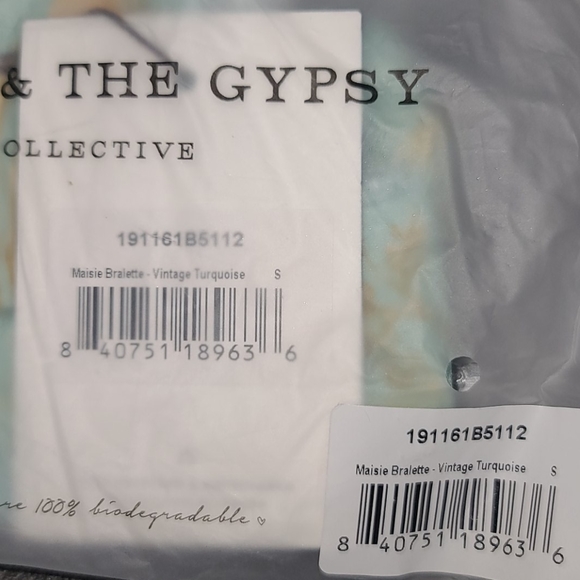 & THE GYPSY
OLLECTIVE
191161B5112
Maisie Bralette - Vintage Turquoise S
8 40751 18963 6
re 100% biodegradable ♡
191161B5112
Maisie Bralette - Vintage Turquoise S
8 40751 18963 6